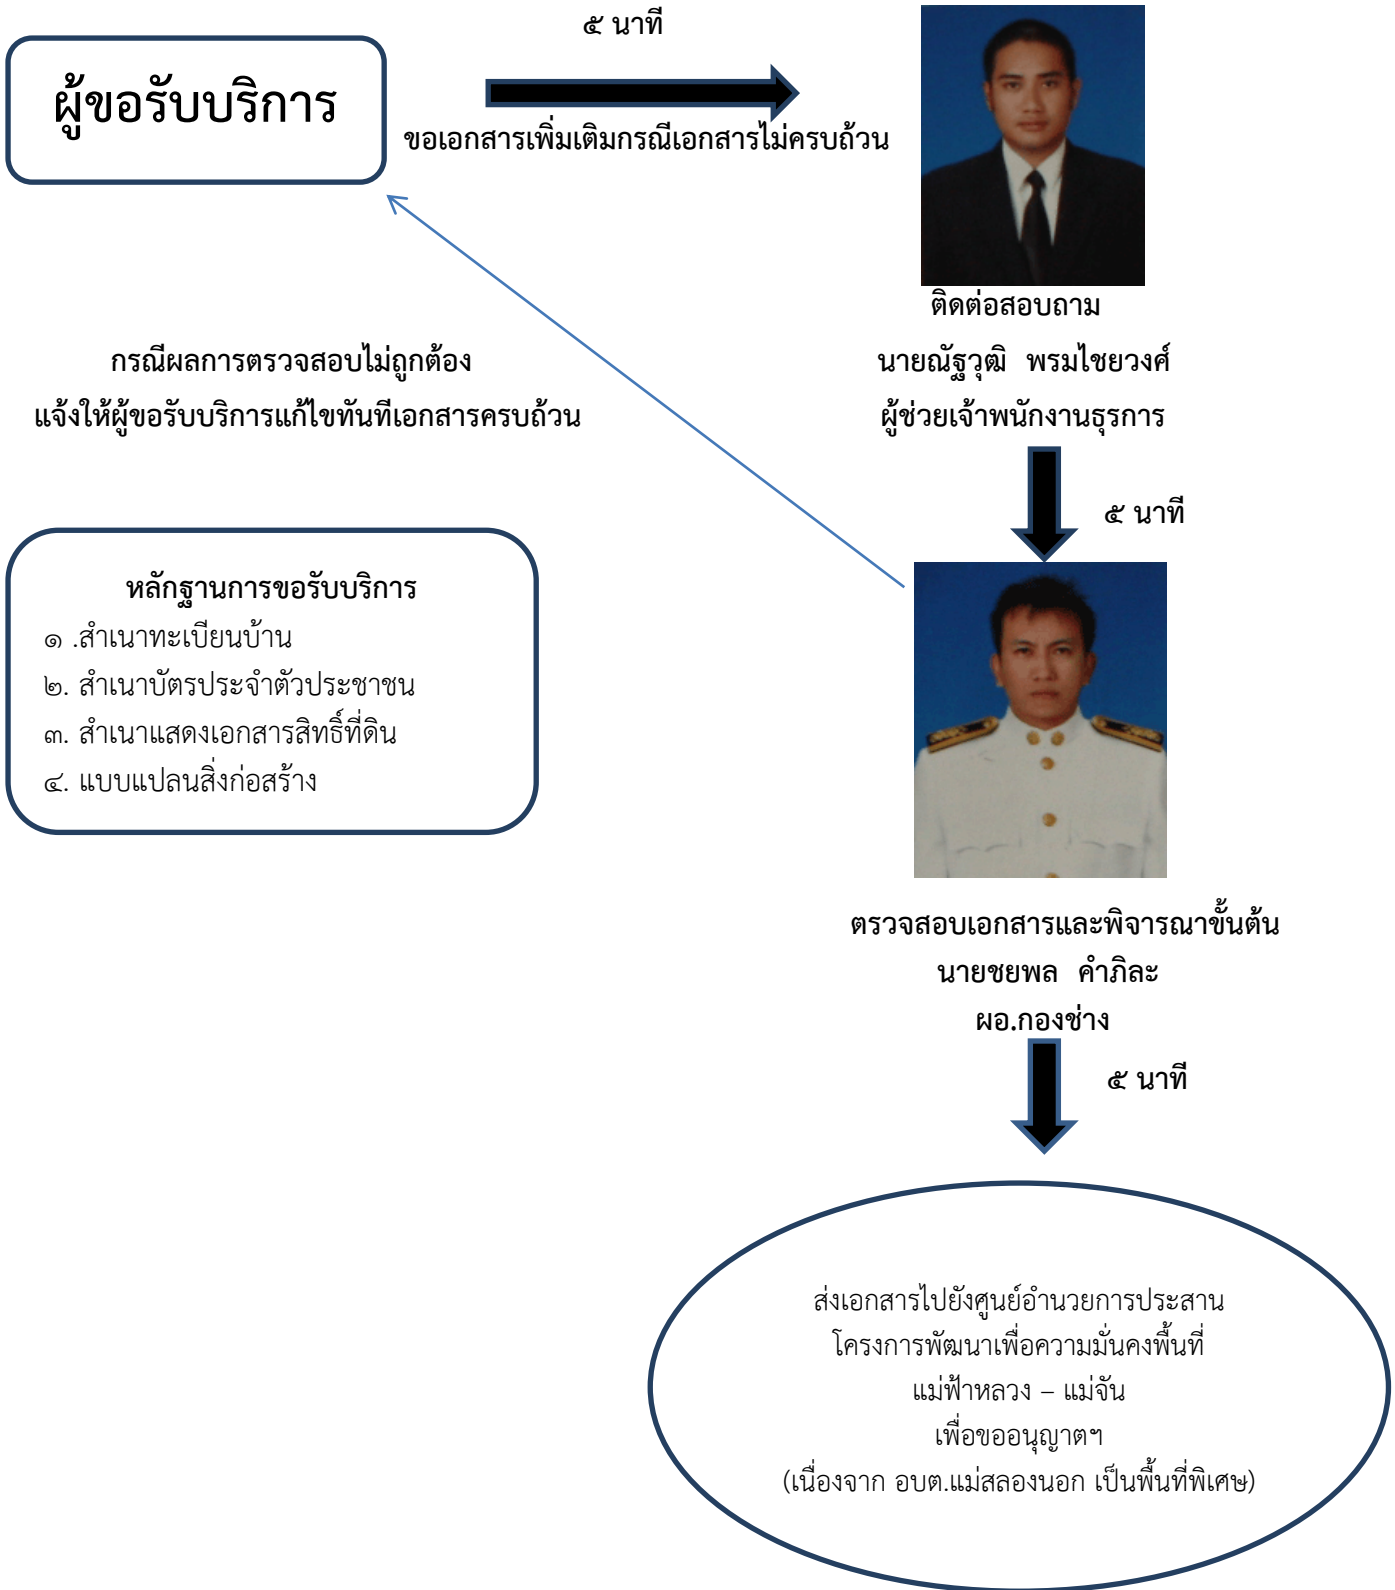 ๕ นาที
ผู้ขอรับบริการ
ขอเอกสารเพิ่มเติมกรณีเอกสารไม่ครบถ้วน
ติดต่อสอบถาม
นายณัฐวุฒิ พรมไชยวงศ์
ผู้ช่วยเจ้าพนักงานธุรการ
กรณีผลการตรวจสอบไม่ถูกต้อง
แจ้งให้ผู้ขอรับบริการแก้ไขทันทีเอกสารครบถ้วน
๕ นาที
หลักฐานการขอรับบริการ
๑ .สำเนาทะเบียนบ้าน
๒. สำเนาบัตรประจำตัวประชาชน
๓. สำเนาแสดงเอกสารสิทธิ์ที่ดิน
๔. แบบแปลนสิ่งก่อสร้าง
ตรวจสอบเอกสารและพิจารณาขั้นต้น
นายชยพล คำภิละ
ผอ.กองช่าง
๕ นาที
ส่งเอกสารไปยังศูนย์อำนวยการประสาน
โครงการพัฒนาเพื่อความมั่นคงพื้นที่
แม่ฟ้าหลวง – แม่จัน
เพื่อขออนุญาตฯ
(เนื่องจาก อบต.แม่สลองนอก เป็นพื้นที่พิเศษ)